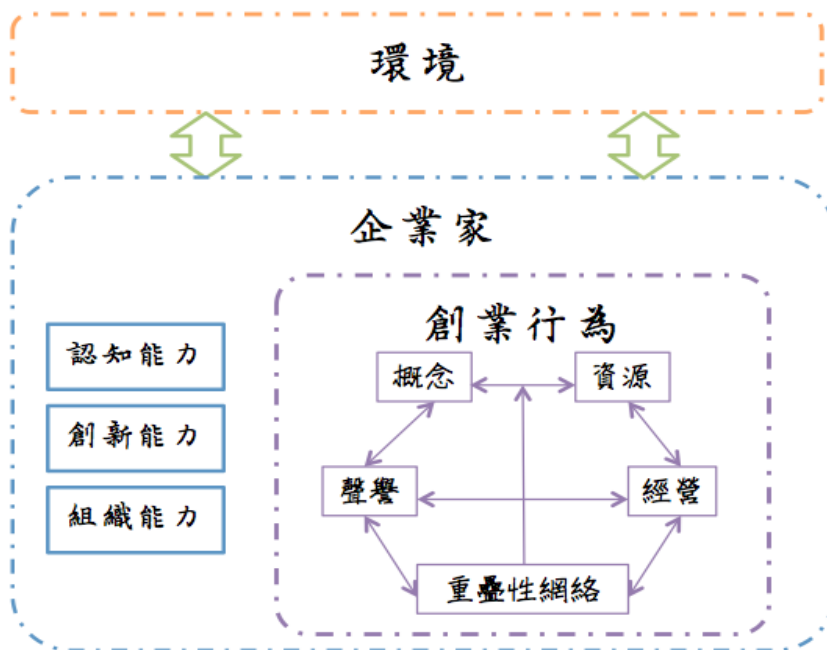 環境
企業家
創業行為
認知能力
概念
資源
創新能力
聲譽
經營
組織能力
重疊性網絡